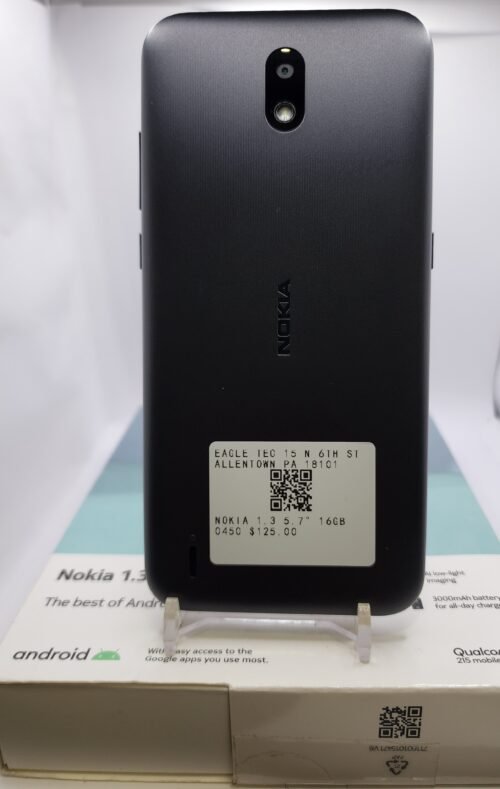 NOKIA
EAGLE TEC 15 N 6TH ST
ALLENTOWN PA 18101
NOKIA 1.3 5.7" 16GB
0450 $125.00
Nokia 1.3
The best of Andr
android
With easy access to the
Google apps you use most.
AI low-light
imaging
3000mAh battery
for all-day charge
Qualco
215 mobile